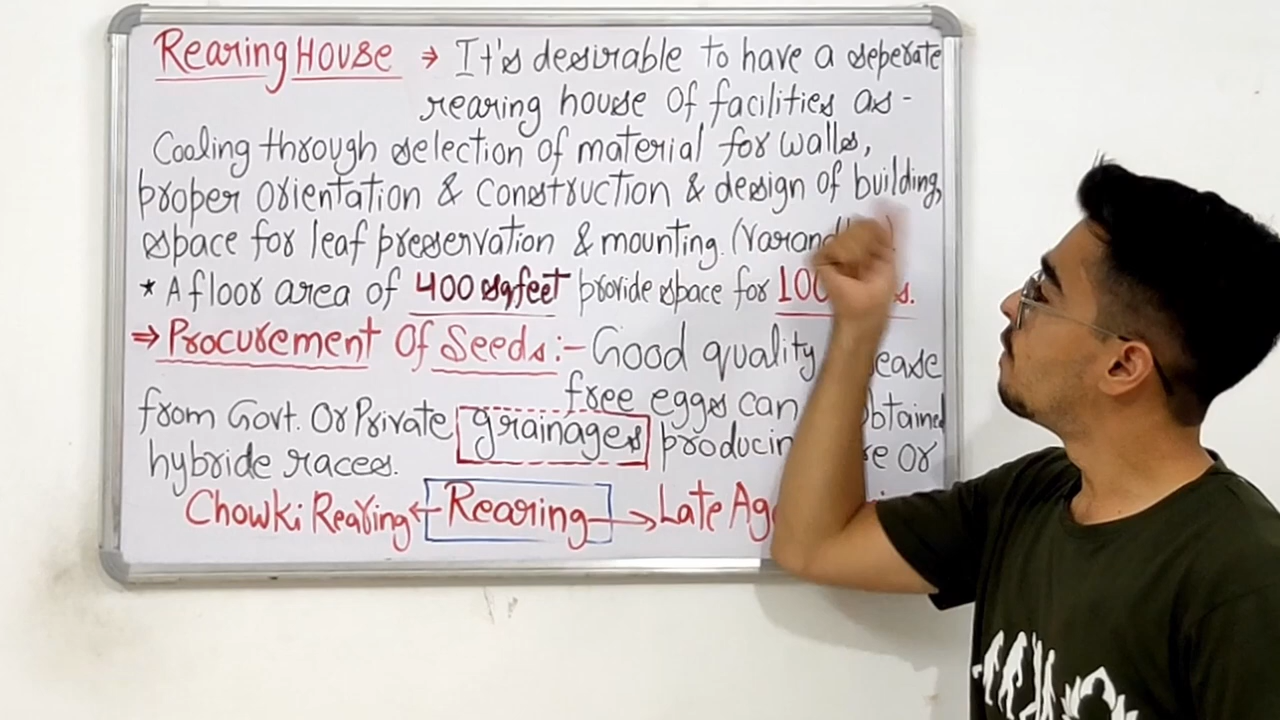 Rearing House → It's desirable to have a seperate
rearing house of facilities as -
Cooling through selection of material for walls,
proper orientation & construction & design of building,
space for leaf preservation & mounting.
* A floor area of 400 sqfeet provide space for
⇒ Procurement Of Seeds:- Good quality
free eggs can
from Govt. Or Private grainages
hybride races. Or
Chowki Rearing ← Rearing → Late